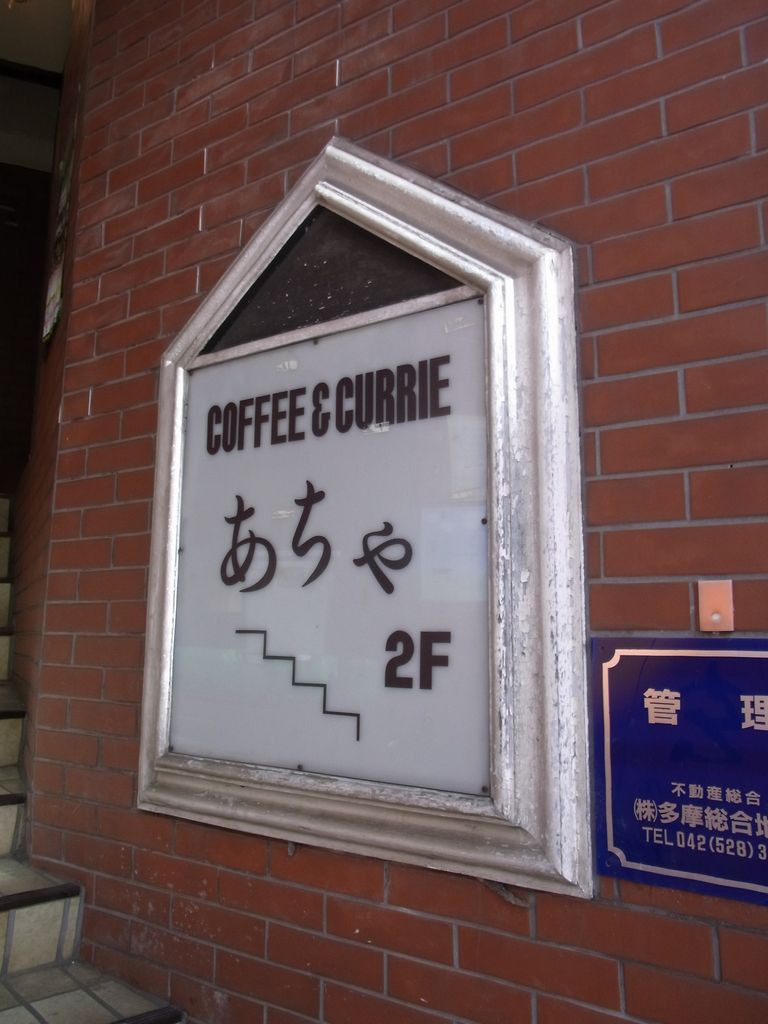 COFFEE & CURRIE
あちゃ
2F
管 理
不動産総合
㈱多摩総合地
TEL 042(528)3